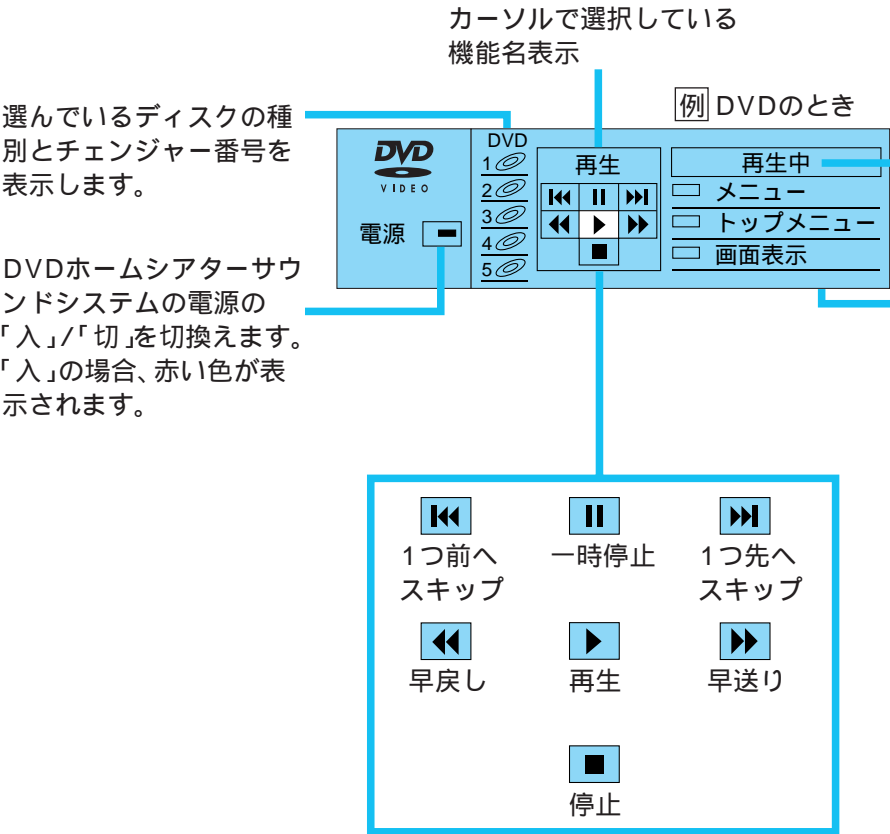 カーソルで選択している
機能名表示
例 DVDのとき
選んでいるディスクの種
別とチェンジャー番号を
表示します。
DVDホームシアターサウ
ンドシステムの電源の
「入」/「切」を切換えます。
「入」の場合、赤い色が表
示されます。
DVD
VIDEO
電源
DVD
1
2
3
4
5
再生
再生中
メニュー
トップメニュー
画面表示
1つ前へ
スキップ
一時停止
1つ先へ
スキップ
早戻し
再生
早送り
停止